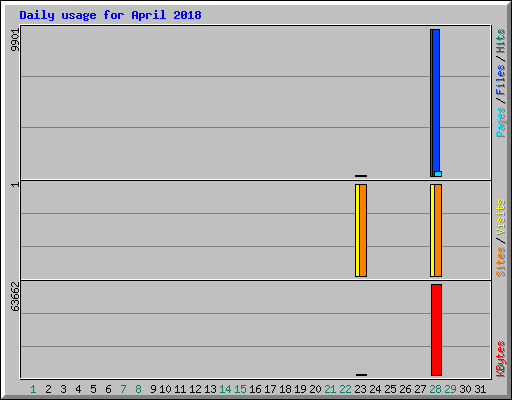 Daily usage for April 2018
9901
1
63662
Pages / Files / Hits
Sites / Visits
KBytes
1 2 3 4 5 6 7 8 9 10 11 12 13 14 15 16 17 18 19 20 21 22 23 24 25 26 27 28 29 30 31